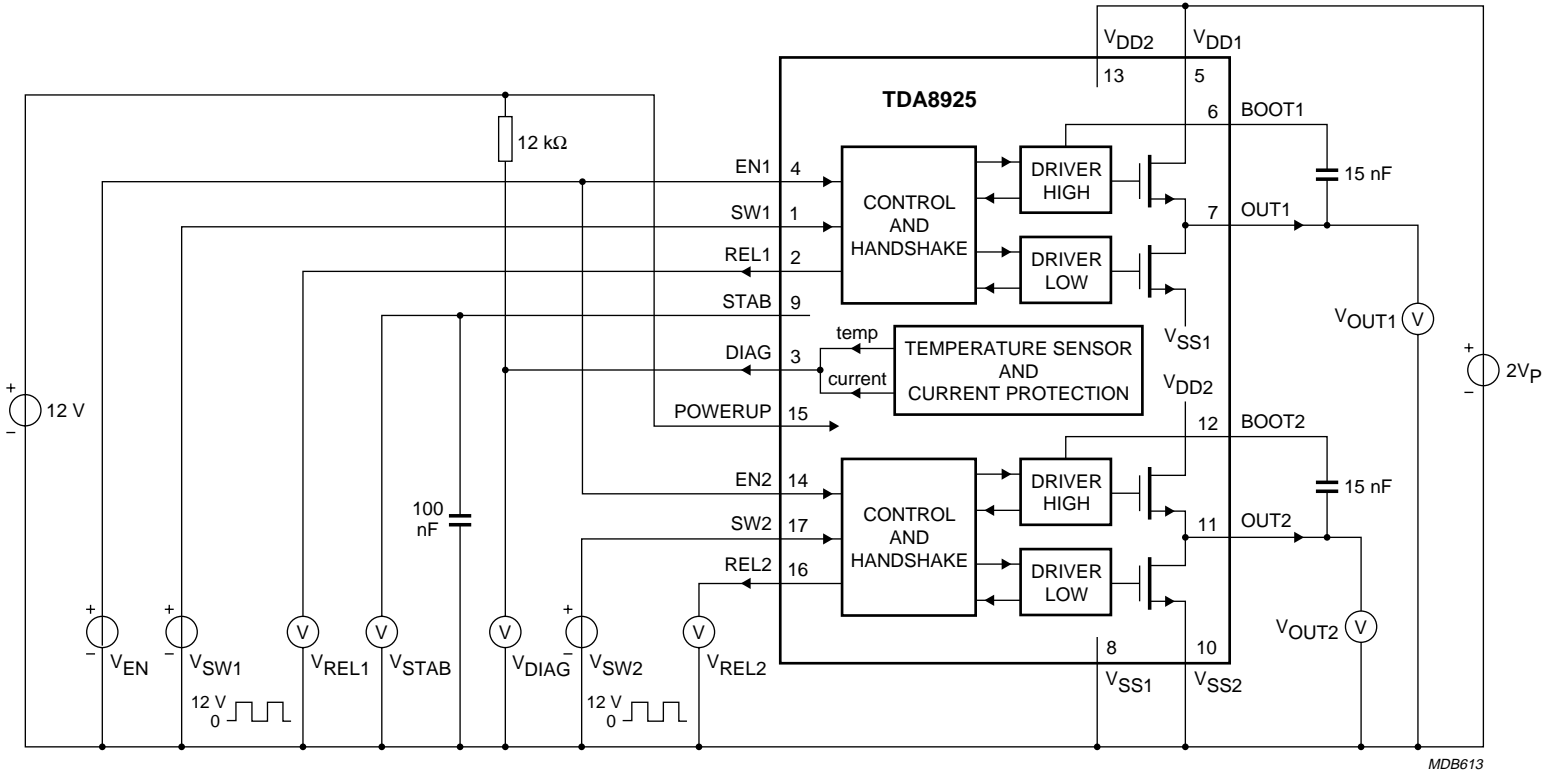 VDD2
VDD1
13
5
TDA8925
6
BOOT1
12 kΩ
15 nF
EN1
4
CONTROL
AND
HANDSHAKE
DRIVER
HIGH
SW1
1
7
OUT1
REL1
2
DRIVER
LOW
STAB
9
VSS1
VOUT1
V
DIAG
3
temp
current
TEMPERATURE SENSOR
AND
CURRENT PROTECTION
VDD2
+
−
2VP
+
−
12 V
POWERUP
15
12
BOOT2
EN2
14
CONTROL
AND
HANDSHAKE
DRIVER
HIGH
15 nF
100
nF
SW2
17
11
OUT2
REL2
16
DRIVER
LOW
+
−
VEN
+
−
VSW1
V
VREL1
V
VSTAB
V
VDIAG
+
−
VSW2
V
VREL2
VOUT2
V
8
10
VSS1
VSS2
12 V
0
12 V
0
MDB613